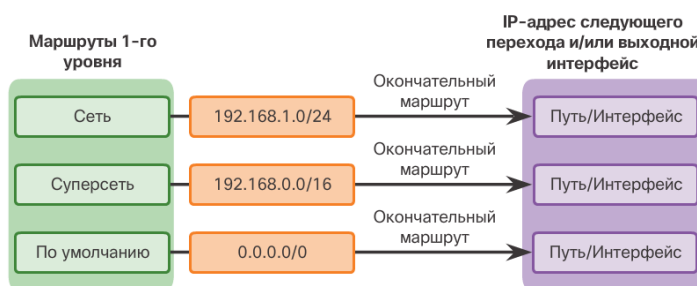 Маршруты 1-го
уровня
IP-адрес следующего
перехода и/или выходной
интерфейс
Сеть
192.168.1.0/24
Окончательный
маршрут
Путь/Интерфейс
Суперсеть
192.168.0.0/16
Окончательный
маршрут
Путь/Интерфейс
По умолчанию
0.0.0.0/0
Окончательный
маршрут
Путь/Интерфейс